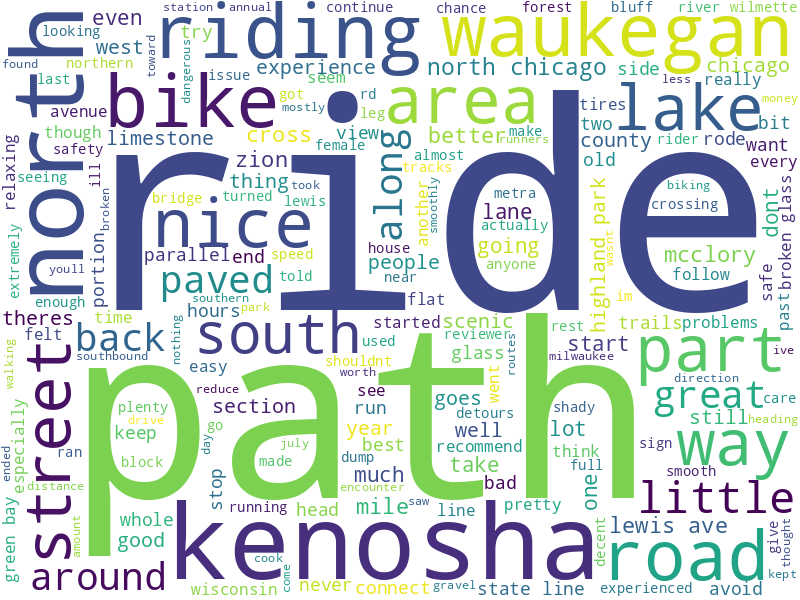 station
annual
continue
chance
forest
bluff
river
wilmette
looking
even
riding
waukegan
northern
west
toward
try
experience
north chicago
side
chicago
found
last
issue
dangerous
seem
rd
less
really
money
avenue
bike
got
mostly
leg
area
lake
tires
two
bit
though
limestone
cross
view
better
make
county
rode
want
safety
female
along
almost
runners
rider
old
every
relaxing
north
ill
zion
ride
tracks
metra
biking
seeing
thing
bridge
turned
took
lewis
another
smoothly
lane
actually
crossing
dont
broken glass
broken
nice
house
going
anyone
highland park
wasnt
mcclory
safe
extremely
youll
portion
parallel
end
speed
people
near
follow
past
enough
paved
told
southern
flat
im
theres
time
hours
park
used
started
scenic
rest
trails
problems
felt
back
nothing
south
shouldnt
reviewer
start
southbound
easy
worth
glass
routes
milwaukee
part
ive
walking
street
reduce
see
went
shady
direction
especially
drive
section
run
goes
detours
great
care
plenty
path
year
well
lot
still
heading
keep
go
july
best
recommend
think
sign
way
ended
ran
block
day
made
dump
much
take
full
smooth
distance
stop
bad
one
little
green bay
amount
whole
running
head
encounter
mile
saw
line
pretty
decent
lewis ave
give
thought
good
kenosha
road
around
cook
come
never
gravel
state line
experienced
avoid
kept
wisconsin
connect